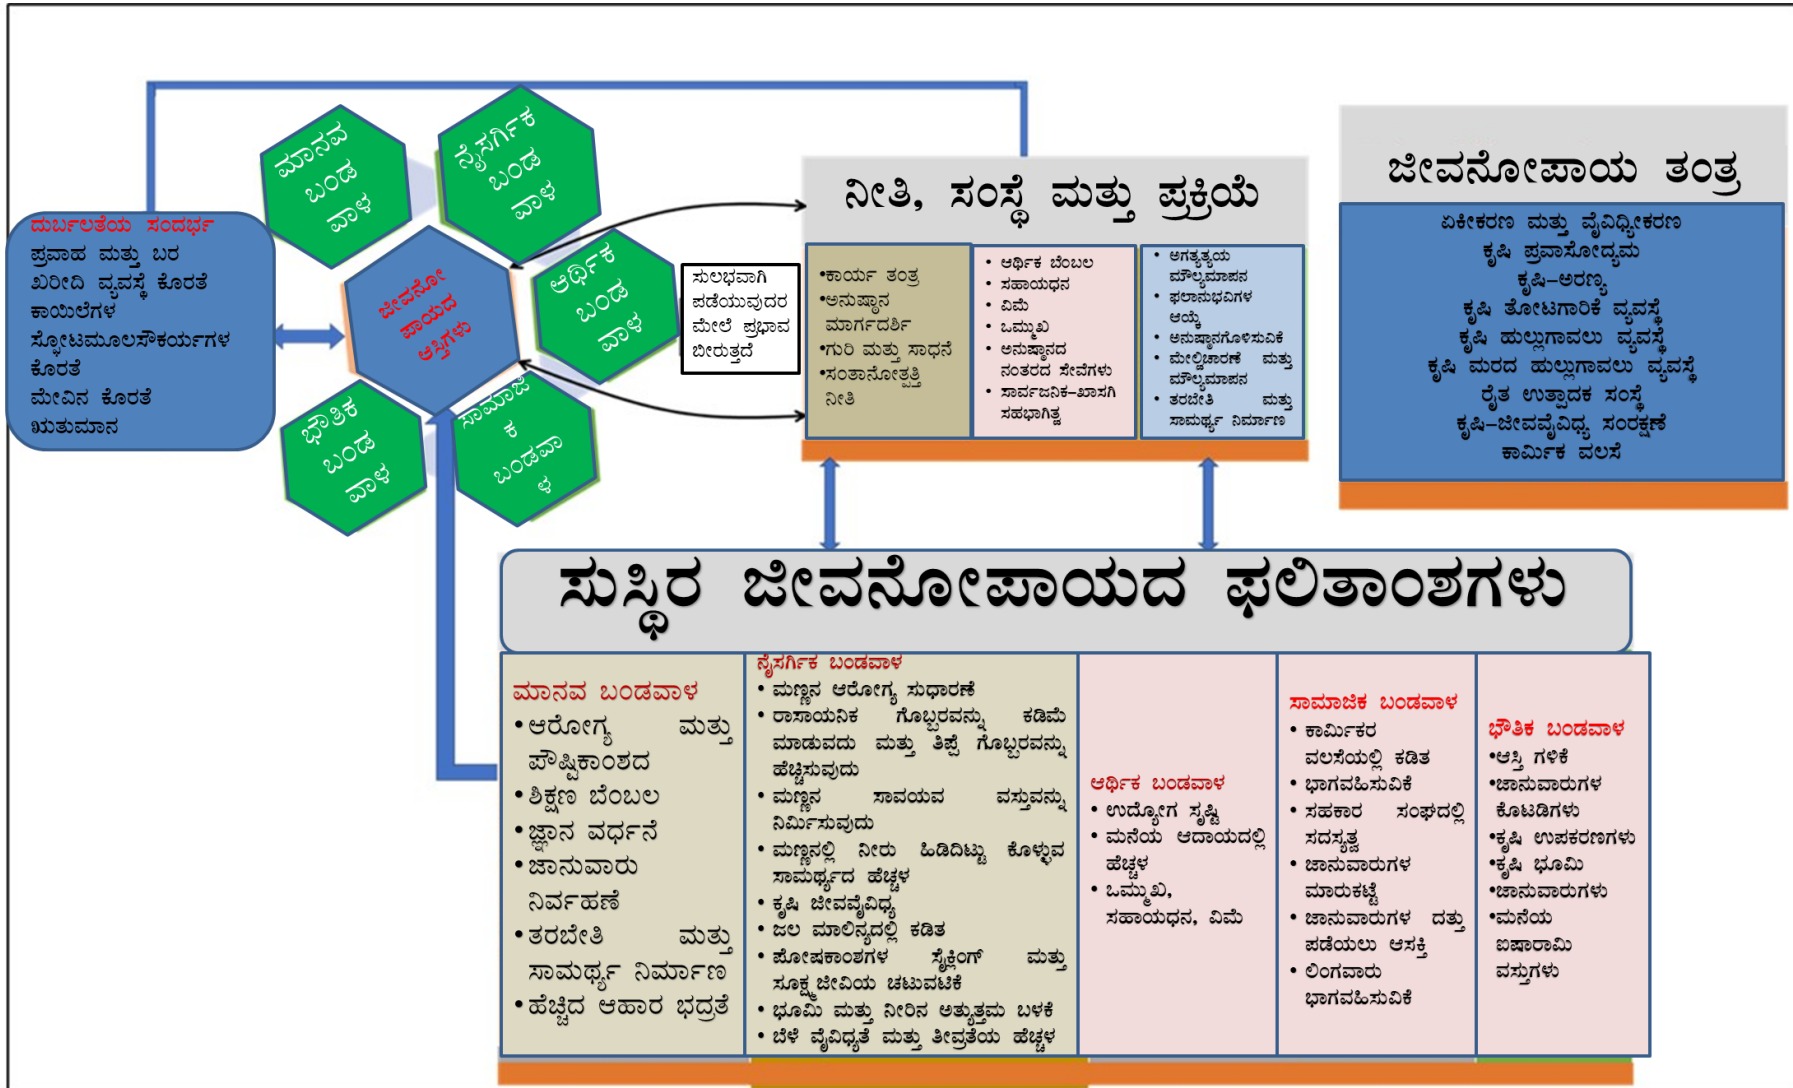 ಮಾನವ
ಬಂಡ
ವಾಳ
ನೈಸರ್ಗಿಕ
ಬಂಡ
ವಾಳ
ಆರ್ಥಿಕ
ಬಂಡ
ವಾಳ
ಸಾಮಾಜಿ
ಕ
ಬಂಡವಾ
ಳ
ಭೌತಿಕ
ಬಂಡ
ವಾಳ
ಜೀವನೋ
ಪಾಯದ
ಆಸ್ತಿಗಳು
ದುರ್ಬಲತೆಯ ಸಂದರ್ಭ
ಪ್ರವಾಹ ಮತ್ತು ಬರ
ಖರೀದಿ ವ್ಯವಸ್ಥೆ ಕೊರತೆ
ಕಾಯಿಲೆಗಳ
ಸ್ಫೋಟಮೂಲಸೌಕರ್ಯಗಳ
ಕೊರತೆ
ಮೇವಿನ ಕೊರತೆ
ಋತುಮಾನ
ಸುಲಭವಾಗಿ
ಪಡೆಯುವುದರ
ಮೇಲೆ ಪ್ರಭಾವ
ಬೀರುತ್ತದೆ
ನೀತಿ, ಸಂಸ್ಥೆ ಮತ್ತು ಪ್ರಕ್ರಿಯೆ
•ಕಾರ್ಯ ತಂತ್ರ
•ಅನುಷ್ಠಾನ
ಮಾರ್ಗದರ್ಶಿ
•ಗುರಿ ಮತ್ತು ಸಾಧನೆ
•ಸಂತಾನೋತ್ಪತ್ತಿ
ನೀತಿ
• ಆರ್ಥಿಕ ಬೆಂಬಲ
• ಸಹಾಯಧನ
• ವಿಮೆ
• ಒಮ್ಮುಖ
• ಅನುಷ್ಠಾನದ
ನಂತರದ ಸೇವೆಗಳು
• ಸಾರ್ವಜನಿಕ–ಖಾಸಗಿ
ಸಹಭಾಗಿತ್ವ
• ಅಗತ್ಯತ್ಯಯ
ಮೌಲ್ಯಮಾಪನ
• ಫಲಾನುಭವಿಗಳ
ಆಯ್ಕೆ
• ಅನುಷ್ಠಾನಗೊಳಿಸುವಿಕೆ
• ಮೇಲ್ವಿಚಾರಣೆ ಮತ್ತು
ಮೌಲ್ಯಮಾಪನ
• ತರಬೇತಿ ಮತ್ತು
ಸಾಮರ್ಥ್ಯ ನಿರ್ಮಾಣ
ಜೀವನೋಪಾಯ ತಂತ್ರ
ಏಕೀಕರಣ ಮತ್ತು ವೈವಿಧ್ಯೀಕರಣ
ಕೃಷಿ ಪ್ರವಾಸೋದ್ಯಮ
ಕೃಷಿ–ಅರಣ್ಯ
ಕೃಷಿ ತೋಟಗಾರಿಕೆ ವ್ಯವಸ್ಥೆ
ಕೃಷಿ ಹುಲ್ಲುಗಾವಲು ವ್ಯವಸ್ಥೆ
ಕೃಷಿ ಮರದ ಹುಲ್ಲುಗಾವಲು ವ್ಯವಸ್ಥೆ
ರೈತ ಉತ್ಪಾದಕ ಸಂಸ್ಥೆ
ಕೃಷಿ–ಜೀವವೈವಿಧ್ಯ ಸಂರಕ್ಷಣೆ
ಕಾರ್ಮಿಕ ವಲಸೆ
ಸುಸ್ಥಿರ ಜೀವನೋಪಾಯದ ಫಲಿತಾಂಶಗಳು
ಮಾನವ ಬಂಡವಾಳ
•ಆರೋಗ್ಯ ಮತ್ತು
ಪೌಷ್ಟಿಕಾಂಶದ
•ಶಿಕ್ಷಣ ಬೆಂಬಲ
•ಜ್ಞಾನ ವರ್ಧನೆ
•ಜಾನುವಾರು
ನಿರ್ವಹಣೆ
•ತರಬೇತಿ ಮತ್ತು
ಸಾಮರ್ಥ್ಯ ನಿರ್ಮಾಣ
•ಹೆಚ್ಚಿದ ಆಹಾರ ಭದ್ರತೆ
ನೈಸರ್ಗಿಕ ಬಂಡವಾಳ
• ಮಣ್ಣಿನ ಆರೋಗ್ಯ ಸುಧಾರಣೆ
• ರಾಸಾಯನಿಕ ಗೊಬ್ಬರವನ್ನು ಕಡಿಮೆ
ಮಾಡುವದು ಮತ್ತು ತಿಪ್ಪೆ ಗೊಬ್ಬರವನ್ನು
ಹೆಚ್ಚಿಸುವುದು
• ಮಣ್ಣಿನ ಸಾವಯವ ವಸ್ತುವನ್ನು
ನಿರ್ಮಿಸುವುದು
• ಮಣ್ಣಿನಲ್ಲಿ ನೀರು ಹಿಡಿದಿಟ್ಟು ಕೊಳ್ಳುವ
ಸಾಮರ್ಥ್ಯದ ಹೆಚ್ಚಳ
• ಕೃಷಿ ಜೀವವೈವಿಧ್ಯ
• ಜಲ ಮಾಲಿನ್ಯದಲ್ಲಿ ಕಡಿತ
• ಪೋಷಕಾಂಶಗಳ ಸೈಕ್ಲಿಂಗ್ ಮತ್ತು
ಸೂಕ್ಷ್ಮಜೀವಿಯ ಚಟುವಟಿಕೆ
• ಭೂಮಿ ಮತ್ತು ನೀರಿನ ಅತ್ಯುತ್ತಮ ಬಳಕೆ
• ಬೆಳೆ ವೈವಿಧ್ಯತೆ ಮತ್ತು ತೀವ್ರತೆಯ ಹೆಚ್ಚಳ
ಆರ್ಥಿಕ ಬಂಡವಾಳ
• ಉದ್ಯೋಗ ಸೃಷ್ಟಿ
• ಮನೆಯ ಆದಾಯದಲ್ಲಿ
ಹೆಚ್ಚಳ
• ಒಮ್ಮುಖ,
ಸಹಾಯಧನ, ವಿಮೆ
ಸಾಮಾಜಿಕ ಬಂಡವಾಳ
• ಕಾರ್ಮಿಕರ
ವಲಸೆಯಲ್ಲಿ ಕಡಿತ
• ಭಾಗವಹಿಸುವಿಕೆ
• ಸಹಕಾರ ಸಂಘದಲ್ಲಿ
ಸದಸ್ಯತ್ವ
• ಜಾನುವಾರುಗಳ
ಮಾರುಕಟ್ಟೆ
• ಜಾನುವಾರುಗಳ ದತ್ತು
ಪಡೆಯಲು ಆಸಕ್ತಿ
• ಲಿಂಗವಾರು
ಭಾಗವಹಿಸುವಿಕೆ
ಭೌತಿಕ ಬಂಡವಾಳ
•ಆಸ್ತಿ ಗಳಿಕೆ
•ಜಾನುವಾರುಗಳ
ಕೊಟಡಿಗಳು
•ಕೃಷಿ ಉಪಕರಣಗಳು
•ಕೃಷಿ ಭೂಮಿ
•ಜಾನುವಾರುಗಳು
•ಮನೆಯ
ಐಷಾರಾಮಿ
ವಸ್ತುಗಳು